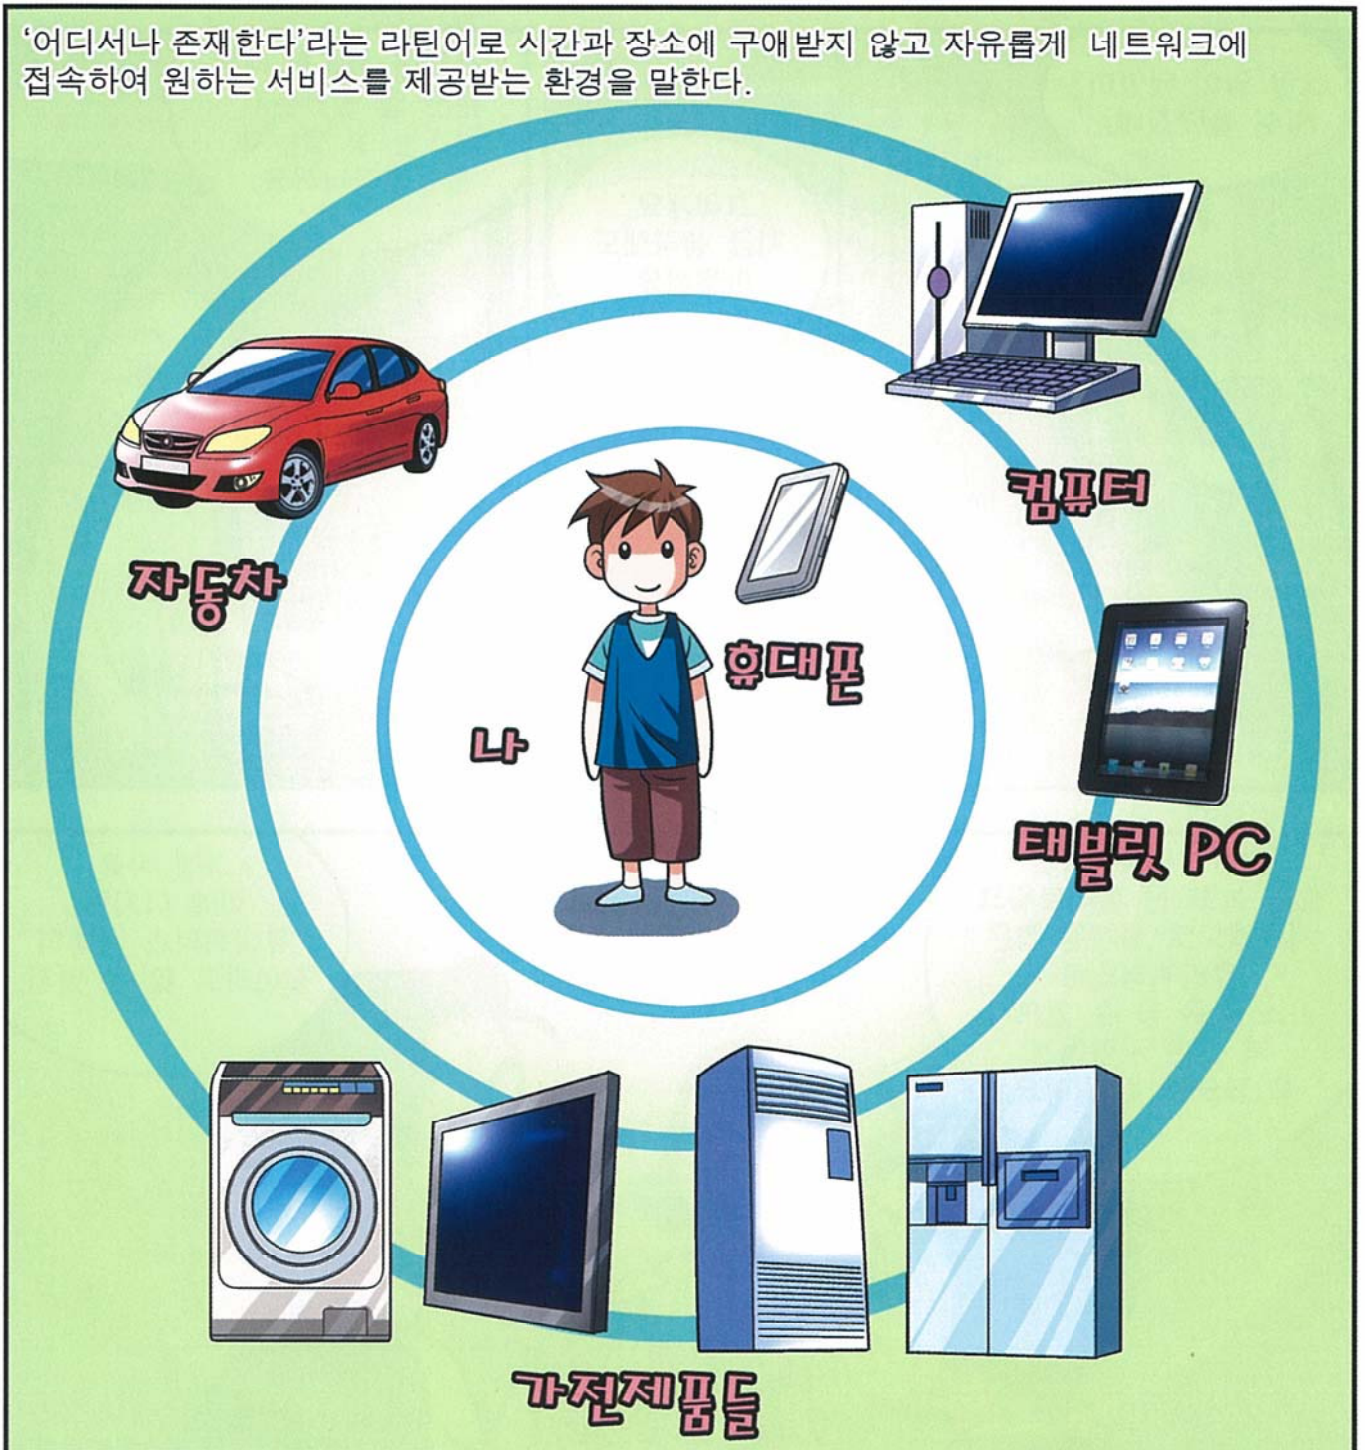 ‘어디서나 존재한다’라는 라틴어로 시간과 장소에 구애받지 않고 자유롭게 네트워크에
접속하여 원하는 서비스를 제공받는 환경을 말한다.
컴퓨터
자동차
휴대폰
나
태블릿 PC
가전제품들